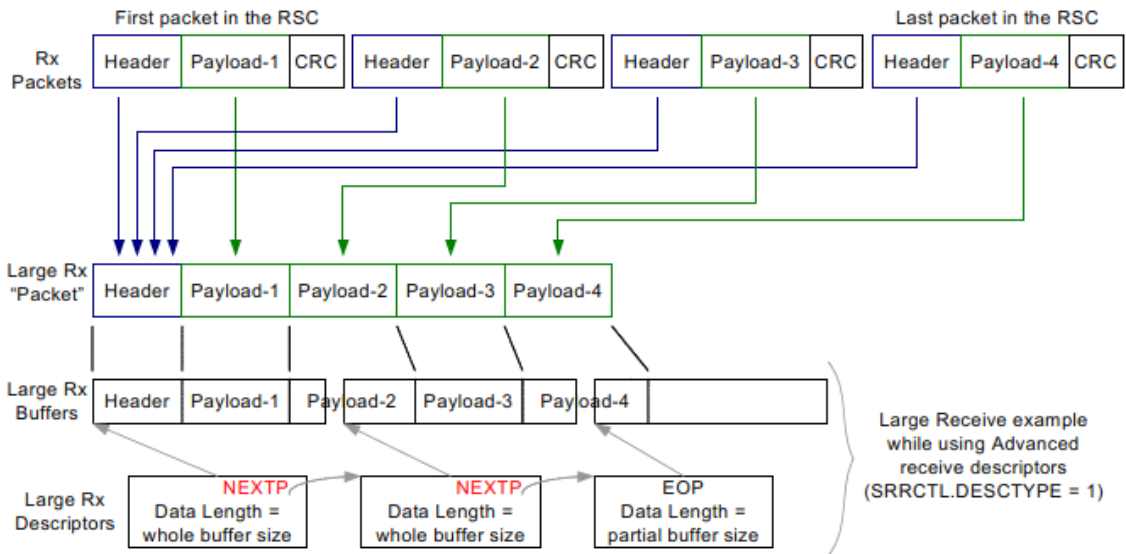 First packet in the RSC
Last packet in the RSC
Rx
Packets
Header Payload-1 CRC Header Payload-2 CRC Header Payload-3 CRC Header Payload-4 CRC
Large Rx
“Packet”
Header Payload-1 Payload-2 Payload-3 Payload-4
Large Rx
Buffers
Header Payload-1 Payload-2 Payload-3 Payload-4
Large Receive example
while using Advanced
receive descriptors
(SRRCTL.DESCTYPE = 1)
Large Rx
Descriptors
NEXTP
Data Length =
whole buffer size
NEXTP
Data Length =
whole buffer size
EOP
Data Length =
partial buffer size